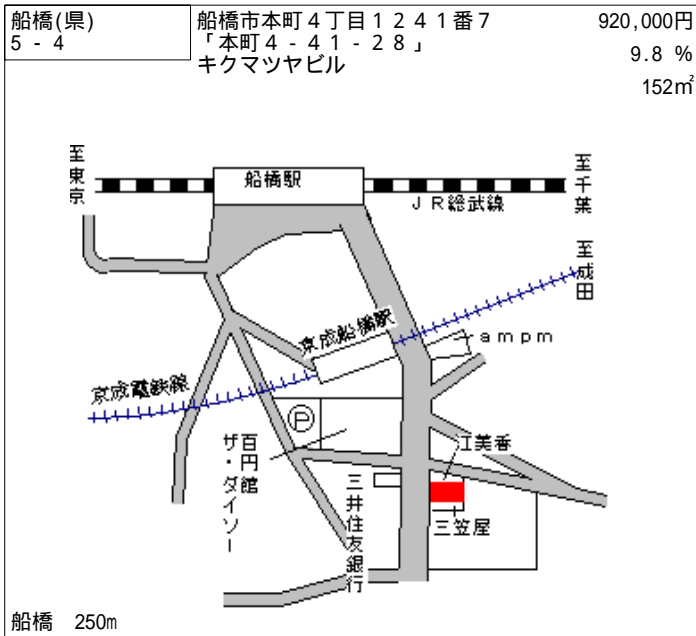 船橋(県)
5 - 4
船橋市本町４丁目１２４１番７
「本町４-４１-２８」
キクマツヤビル
920,000円
9.8 %
152㎡
至東京
船橋駅
ＪＲ総武線
至千葉
至成田
京成船橋駅
ａｍｐｍ
京成電鉄線
Ｐ
百円館
ザ・ダイソー
江美香
三井住友銀行
三笠屋
船橋 250m